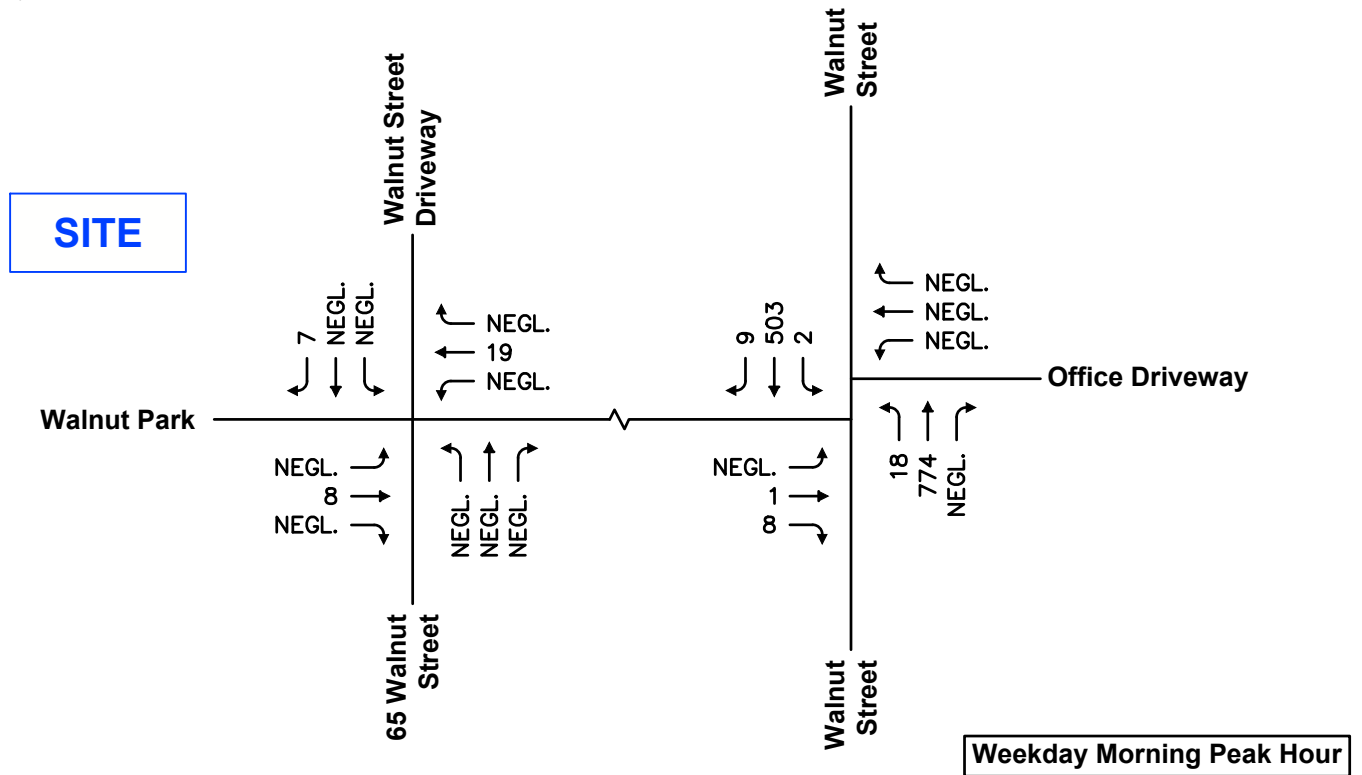 Walnut
Street
Walnut Street
Driveway
SITE
7
NEGL.
NEGL.
NEGL.
19
NEGL.
9
503
2
NEGL.
NEGL.
NEGL.
Office Driveway
Walnut Park
NEGL.
8
NEGL.
NEGL.
NEGL.
NEGL.
NEGL.
1
8
18
774
NEGL.
65 Walnut
Street
Walnut
Street
Weekday Morning Peak Hour